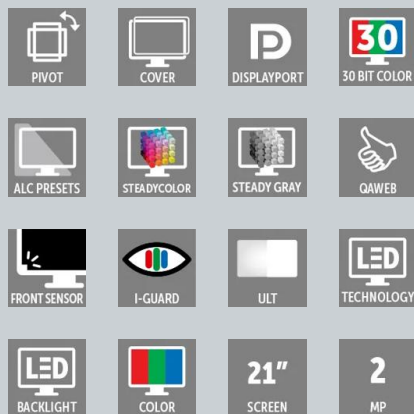 PIVOT
COVER
DISPLAYPORT
30
30 BIT COLOR
ALC PRESETS
STEADYCOLOR
STEADY GRAY
QAWEB
FRONT SENSOR
I-GUARD
ULT
LED
TECHNOLOGY
LED
BACKLIGHT
COLOR
21"
SCREEN
2
MP